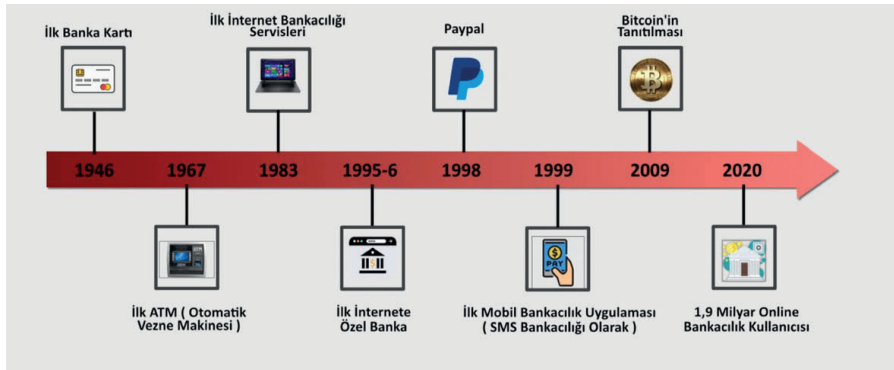 İlk Banka Kartı
İlk İnternet Bankacılığı
Servisleri
Paypal
Bitcoin'in
Tanıtılması
1946
1967
1983
1995-6
1998
1999
2009
2020
PAY
İlk ATM ( Otomatik
Vezne Makinesi )
İlk İnternete
Özel Banka
İlk Mobil Bankacılık Uygulaması
( SMS Bankacılığı Olarak )
1,9 Milyar Online
Bankacılık Kullanıcısı